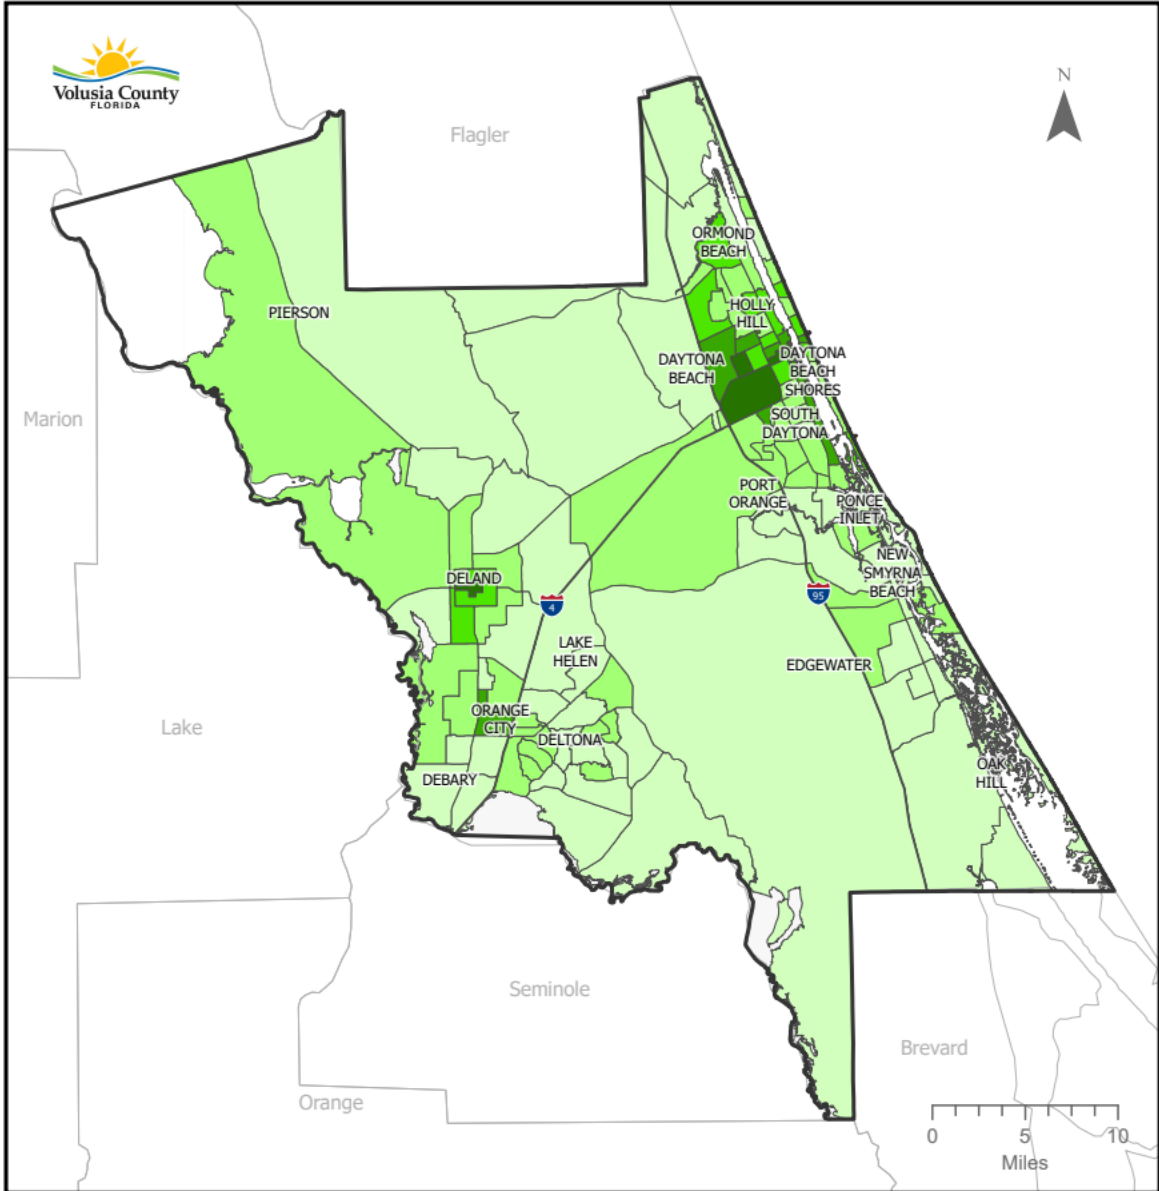 Volusia County
FLORIDA
N
Flagler
ORMOND
BEACH
PIERSON
HOLLY
HILL
DAYTONA
BEACH
DAYTONA
BEACH
SHORES
Marion
SOUTH
DAYTONA
PORT
ORANGE
PONCE
INLET
NEW
SMYRNA
BEACH
DELAND
4
95
LAKE
HELEN
EDGEWATER
ORANGE
CITY
Lake
DELTONA
DEBARY
OAK
HILL
Seminole
Brevard
Orange
0 5 10
Miles